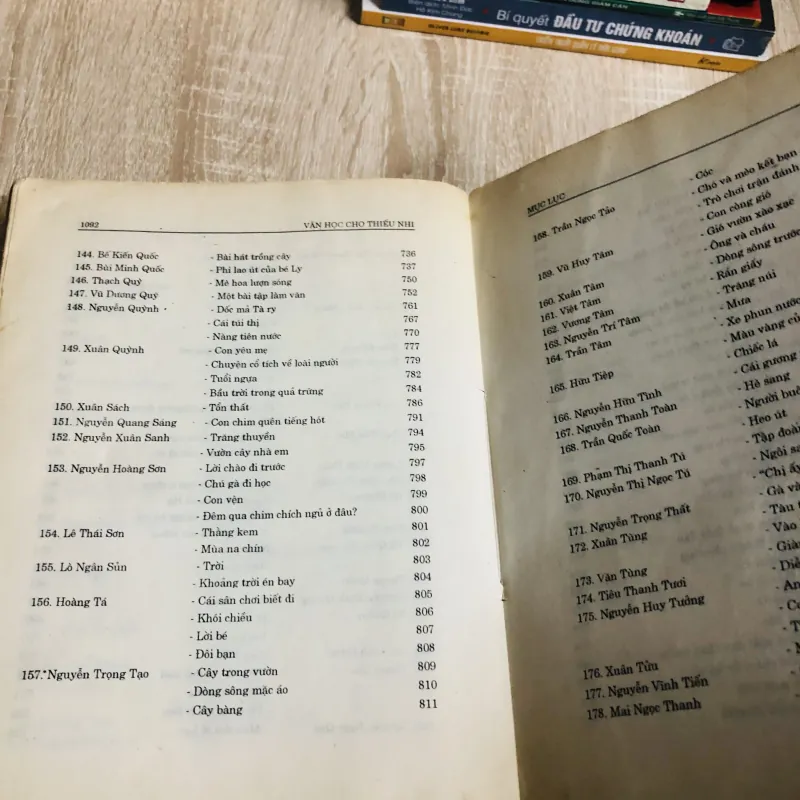 Bí quyết ĐẦU TƯ CHỨNG KHOÁN
1092 VĂN HỌC CHO THIẾU NHI
144. Bế Kiến Quốc - Bài hát trồng cây 736
145. Bùi Minh Quốc - Phi lao út của bé Ly 737
146. Thạch Quỳ - Mê hoa lượn sóng 750
147. Vũ Dương Quỹ - Một bài tập làm văn 752
148. Nguyễn Quỳnh - Dốc mả Tà ry 761
- Cái túi thị 767
- Nàng tiên nước 770
149. Xuân Quỳnh - Con yêu mẹ 777
- Chuyện cổ tích về loài người 779
- Tuổi ngựa 782
- Bầu trời trong quả trứng 784
150. Xuân Sách - Tổn thất 786
151. Nguyễn Quang Sáng - Con chim quên tiếng hót 791
152. Nguyễn Xuân Sanh - Trăng thuyền 794
- Vườn cây nhà em 795
153. Nguyễn Hoàng Sơn - Lời chào đi trước 797
- Chú gà đi học 798
- Con vện 799
- Đêm qua chim chích ngủ ở đâu? 800
154. Lê Thái Sơn - Thằng kem 801
- Mùa na chín 802
155. Lò Ngân Sủn - Trời 803
- Khoảng trời én bay 804
156. Hoàng Tá - Cái sân chơi biết đi 805
- Khói chiều 806
- Lời bé 807
- Đôi bạn 808
157. Nguyễn Trọng Tạo - Cây trong vườn 809
- Dòng sông mặc áo 810
- Cây bàng 811
MỤC LỤC
158. Trần Ngọc Tảo - Cóc
- Chó và mèo kết bạn
- Trò chơi trận đánh
- Con công gió
- Gió vườn xào xạc
159. Vũ Huy Tâm - Ông và cháu
- Dòng sông trước
160. Xuân Tâm - Rắn giấy
161. Việt Tâm - Trăng núi
162. Vương Tâm - Mưa
163. Nguyễn Trí Tâm - Xe phun nước
164. Trần Tâm - Màu vàng củ
- Chiếc lá
165. Hữu Tiệp - Cái gương
- Hè sang
166. Nguyễn Hữu Tình - Người buô
167. Nguyễn Thanh Toàn - Heo út
168. Trần Quốc Toàn - Tập đoàn
- Ngôi sa
169. Phạm Thị Thanh Tú - "Chị ấy
170. Nguyễn Thị Ngọc Tú - Gà và
- Tàu
171. Nguyễn Trọng Thất - Vào
172. Xuân Tùng - Già
- Diề
173. Văn Tùng - An
174. Tiêu Thanh Tươi - Co
175. Nguyễn Huy Tưởng - T
176. Xuân Tửu
177. Nguyễn Vĩnh Tiến
178. Mai Ngọc Thanh